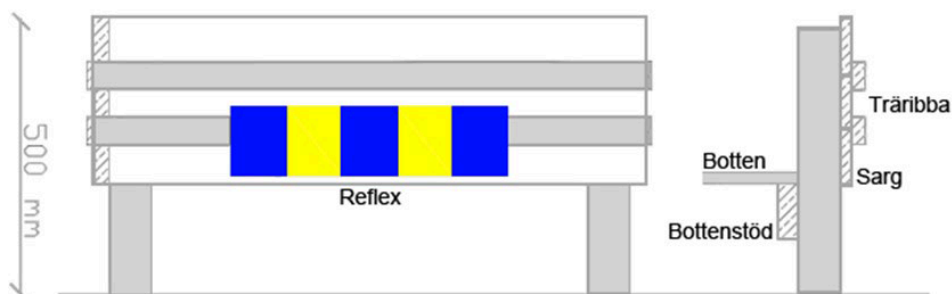 500 mm
Reflex
Träribba
Botten
Sarg
Bottenstöd